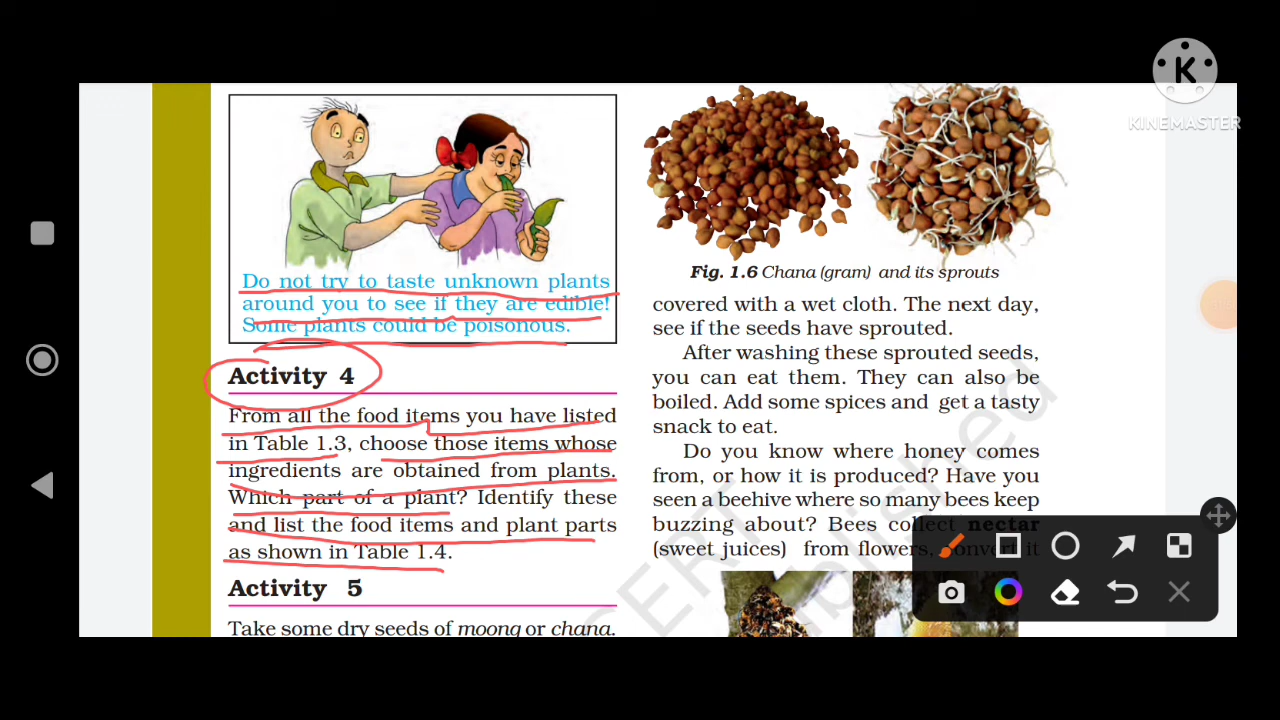 KINEMASTER
Do not try to taste unknown plants
around you to see if they are edible!
Some plants could be poisonous.
Activity 4
From all the food items you have listed
in Table 1.3, choose those items whose
ingredients are obtained from plants.
Which part of a plant? Identify these
and list the food items and plant parts
as shown in Table 1.4.
Activity 5
Take some dry seeds of moong or chana.
Fig. 1.6 Chana (gram) and its sprouts
covered with a wet cloth. The next day,
see if the seeds have sprouted.
After washing these sprouted seeds,
you can eat them. They can also be
boiled. Add some spices and get a tasty
snack to eat.
Do you know where honey comes
from, or how it is produced? Have you
seen a beehive where so many bees keep
buzzing about? Bees collect nectar
(sweet juices) from flowers, convert it